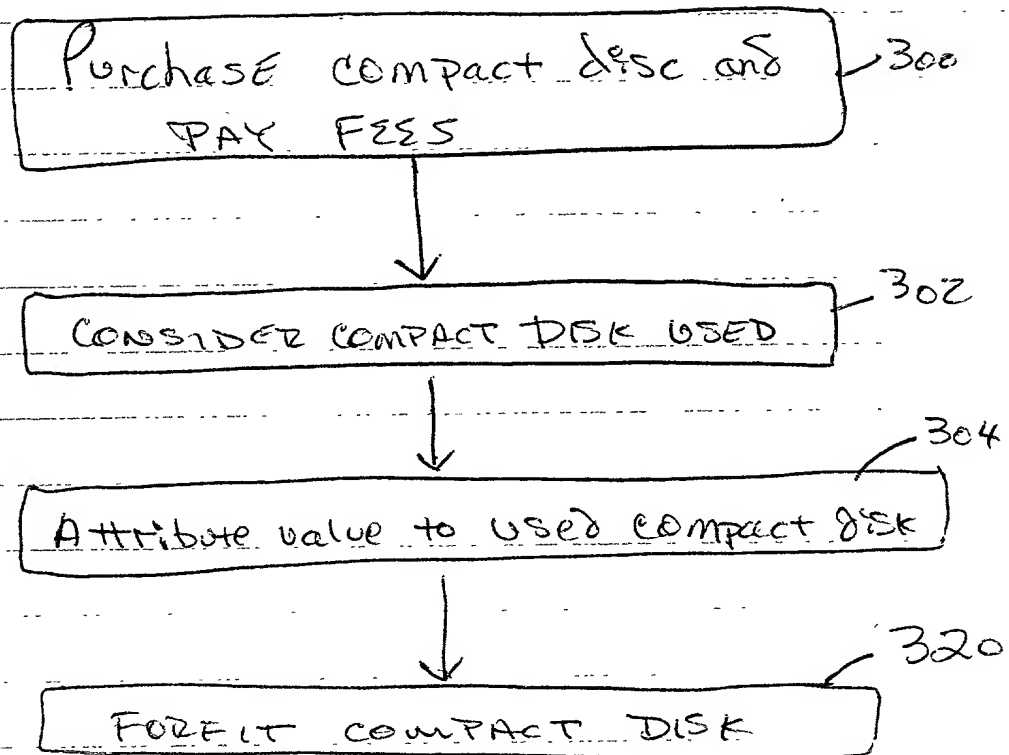 Purchase compact disc and 300
PAY FEES
302
CONSIDER COMPACT DISK USED
304
Attribute value to used compact disk
320
FOREIT COMPACT DISK